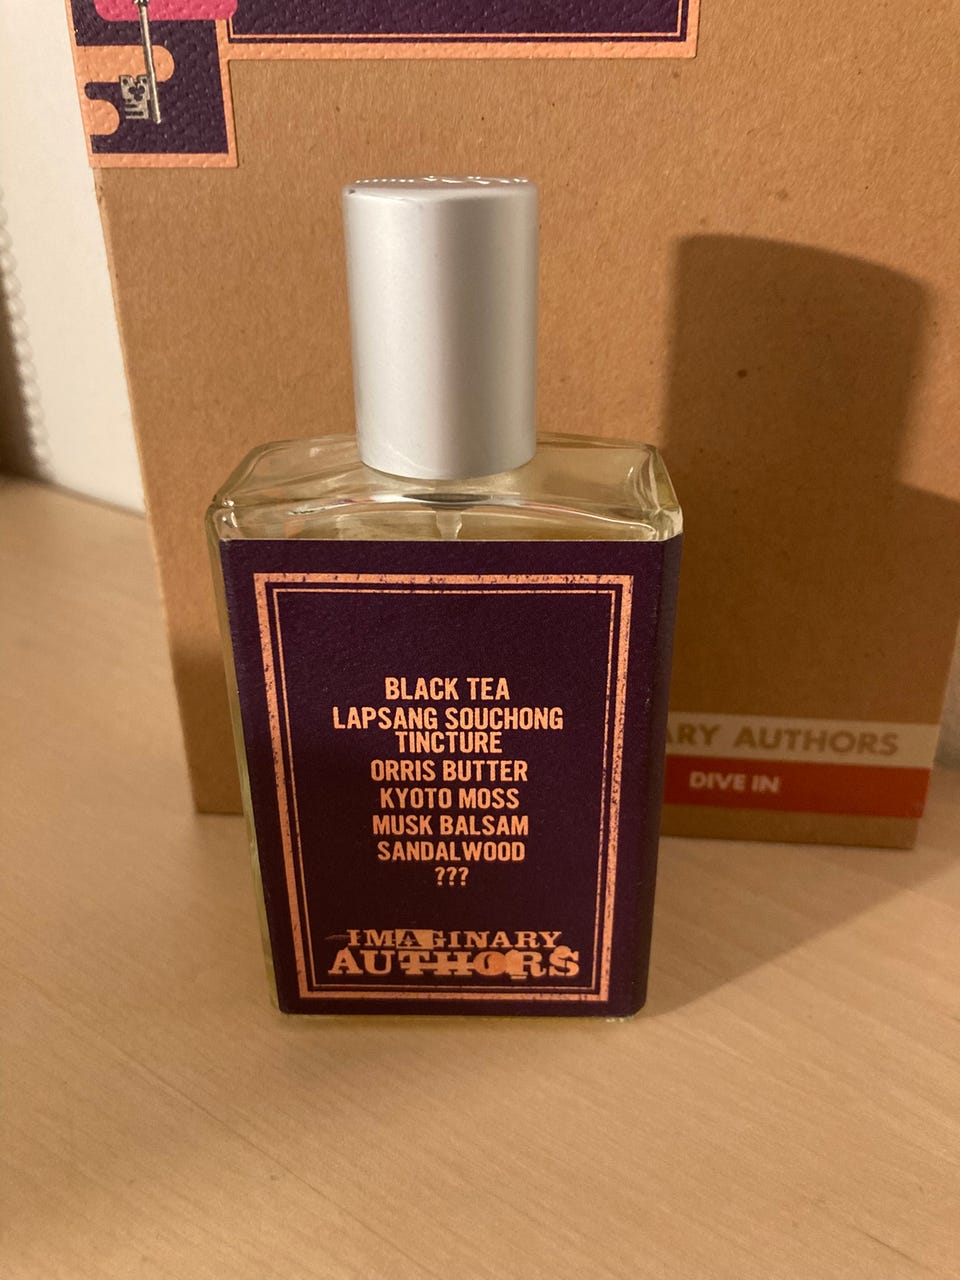 BLACK TEA
LAPSANG SOUCHONG
TINCTURE
ORRIS BUTTER
KYOTO MOSS
MUSK BALSAM
SANDALWOOD
???
IMAGINARY
AUTHORS
ARY AUTHORS
DIVE IN